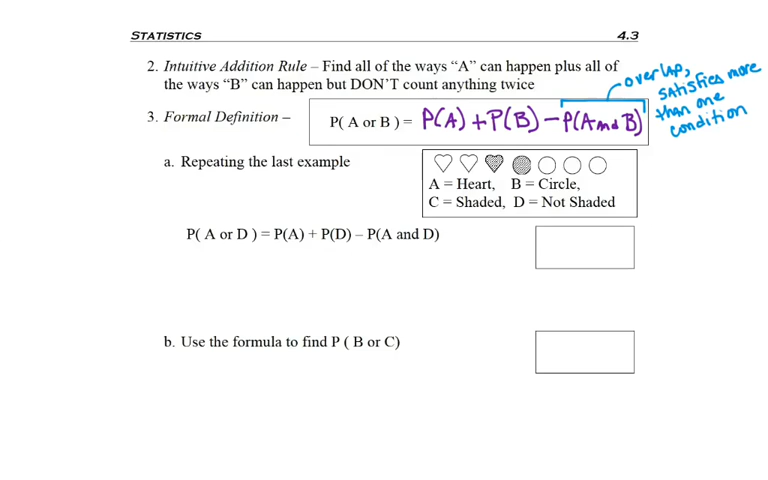 STATISTICS 4.3
2. Intuitive Addition Rule – Find all of the ways “A” can happen plus all of
the ways “B” can happen but DON’T count anything twice
overlap,
satisfies more
than one
condition
3. Formal Definition –
P( A or B ) = P(A) + P(B) - P(A and B)
a. Repeating the last example
A = Heart, B = Circle,
C = Shaded, D = Not Shaded
P( A or D ) = P(A) + P(D) – P(A and D)
b. Use the formula to find P ( B or C)